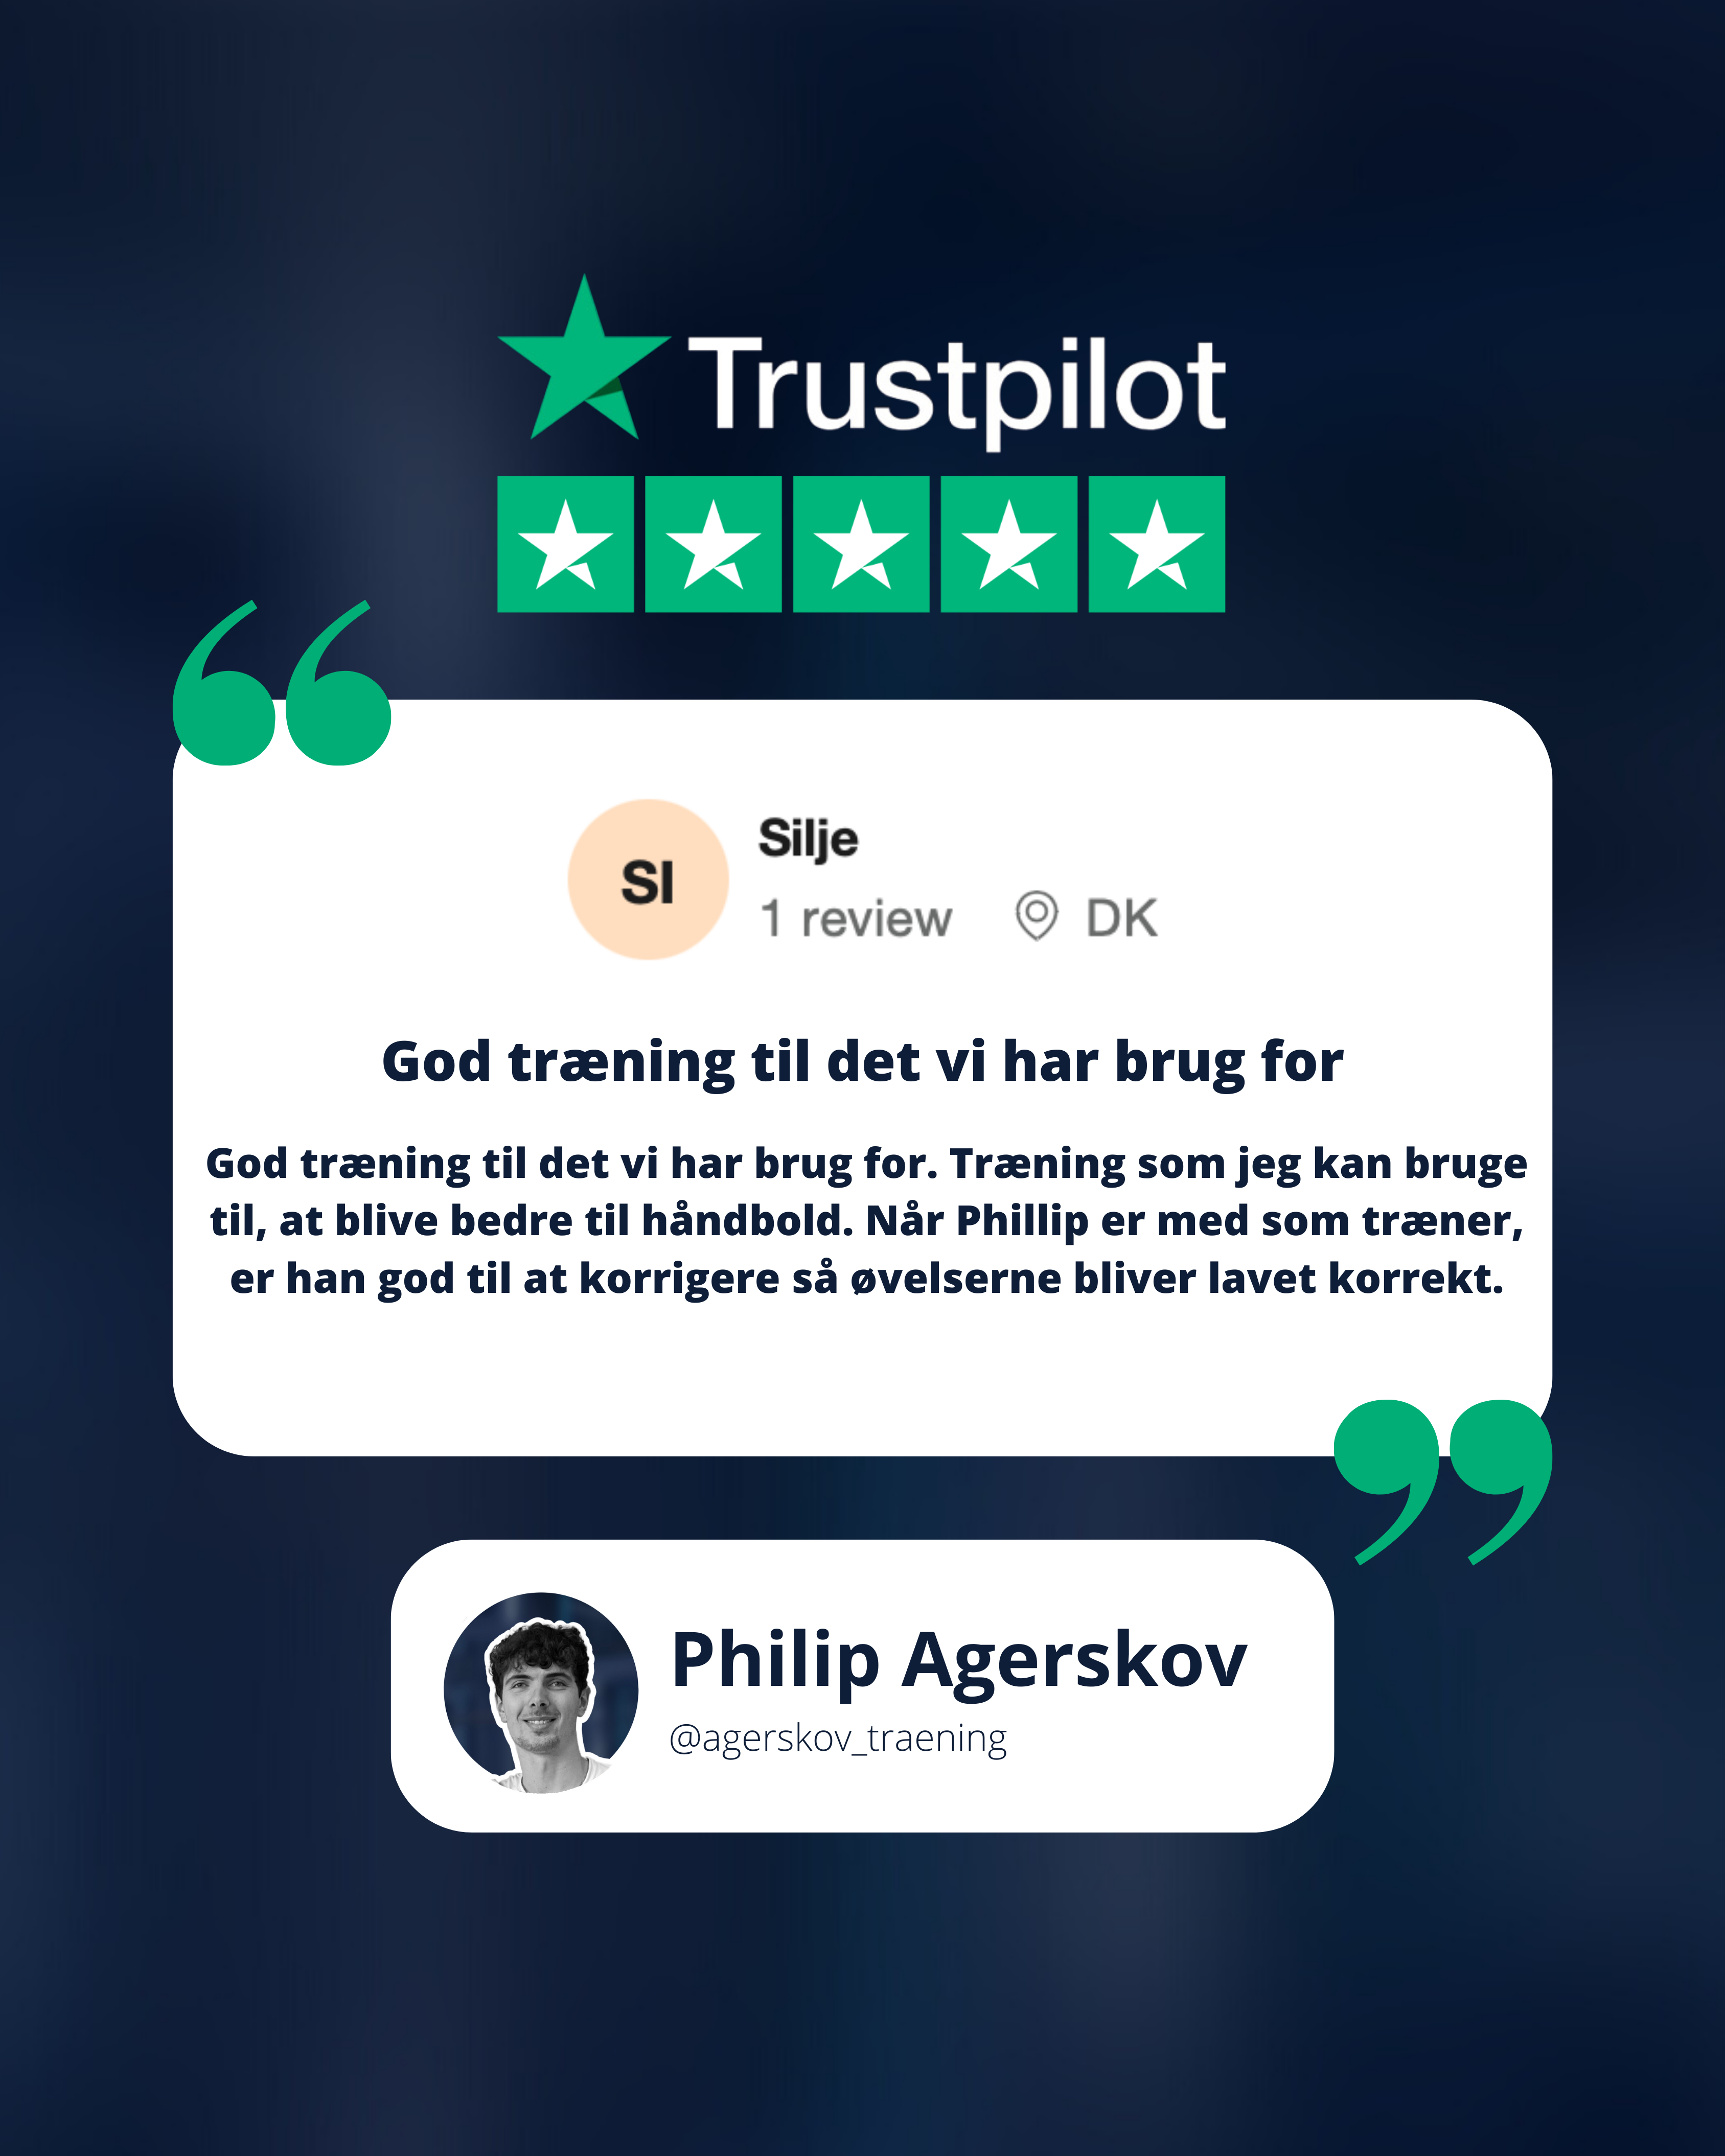 Trustpilot
SI
Silje
1 review DK
God træning til det vi har brug for
God træning til det vi har brug for. Træning som jeg kan bruge
til, at blive bedre til håndbold. Når Phillip er med som træner,
er han god til at korrigere så øvelserne bliver lavet korrekt.
Philip Agerskov
@agerskov_traening